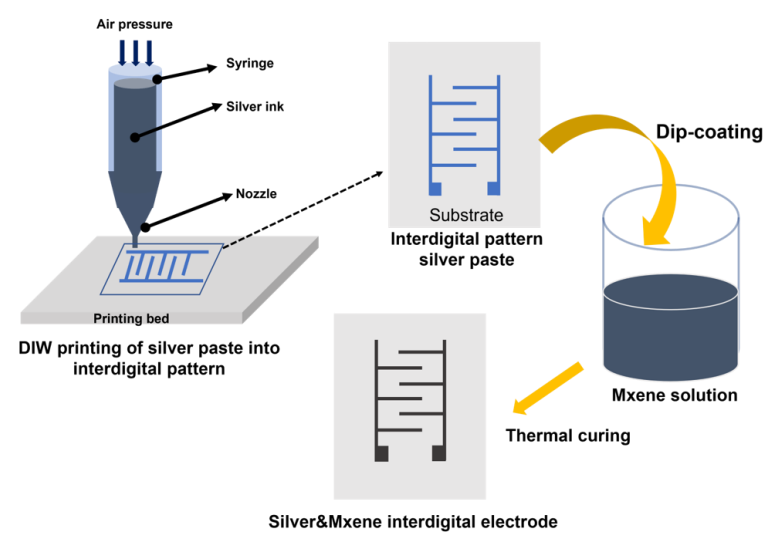 Air pressure
Syringe
Silver ink
Nozzle
Printing bed
DIW printing of silver paste into
interdigital pattern
Substrate
Interdigital pattern
silver paste
Dip-coating
Mxene solution
Thermal curing
Silver&Mxene interdigital electrode